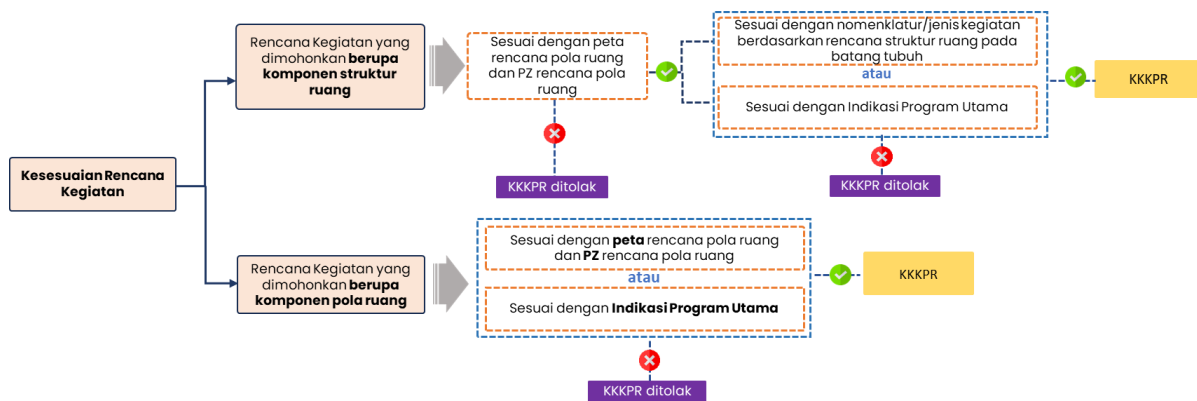 Rencana Kegiatan yang
dimohonkan berupa
komponen struktur
ruang
Sesuai dengan peta
rencana pola ruang
dan PZ rencana pola
ruang
Sesuai dengan nomenklatur/jenis kegiatan
berdasarkan rencana struktur ruang pada
batang tubuh
atau
Sesuai dengan Indikasi Program Utama
KKKPR
KKKPR ditolak
KKKPR ditolak
Kesesuaian Rencana
Kegiatan
Rencana Kegiatan yang
dimohonkan berupa
komponen pola ruang
Sesuai dengan peta rencana pola ruang
dan PZ rencana pola ruang
atau
Sesuai dengan Indikasi Program Utama
KKKPR
KKKPR ditolak